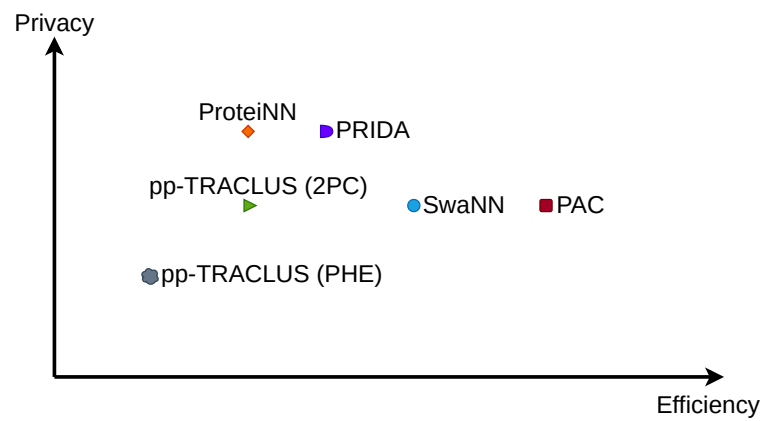 Privacy
ProteiNN
PRIDA
pp-TRACLUS (2PC)
SwaNN
PAC
pp-TRACLUS (PHE)
Efficiency